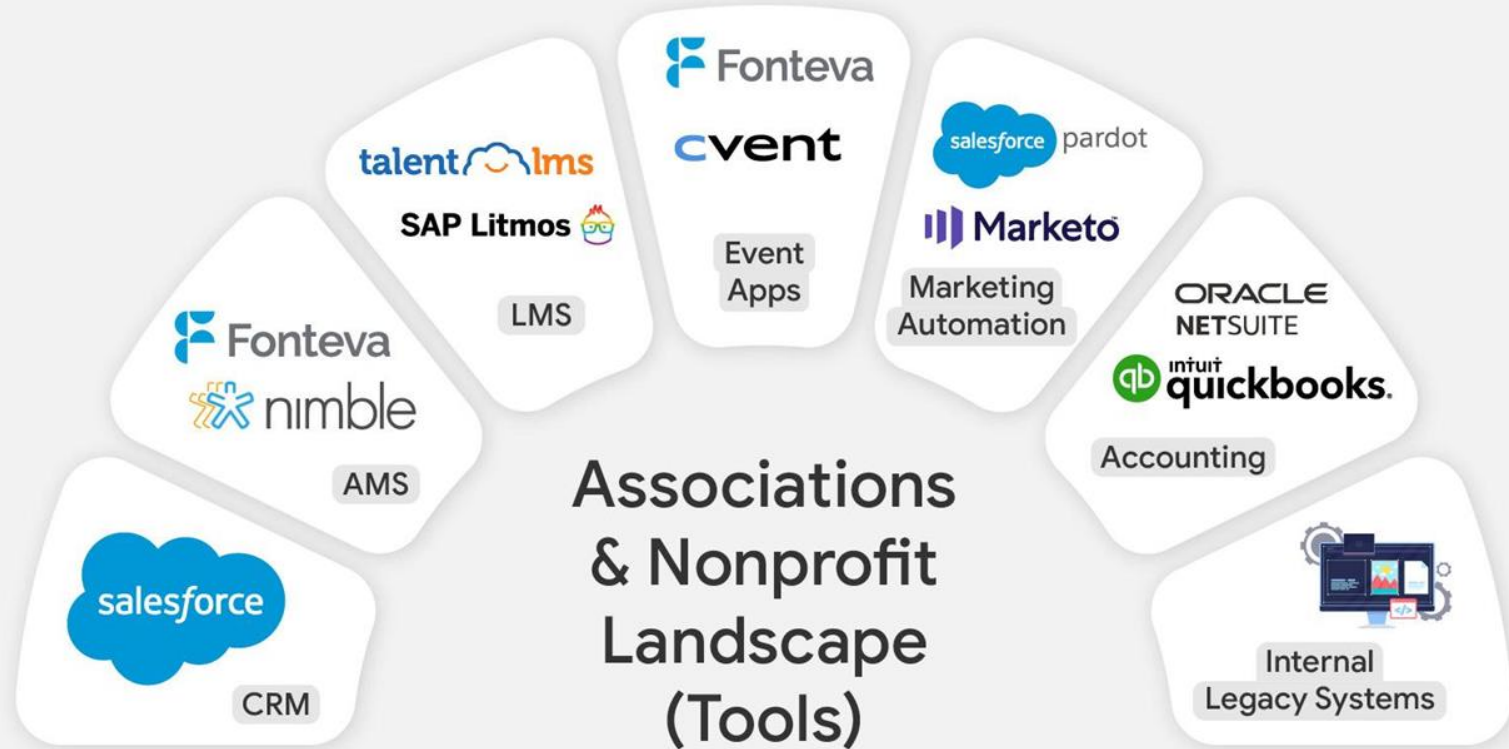 salesforce
CRM
Fonteva
nimble
AMS
talent lms
SAP Litmos
LMS
Fonteva
cvent
Event
Apps
salesforce pardot
Marketo
Marketing
Automation
ORACLE
NETSUITE
qb intuit
quickbooks.
Accounting
</>
Internal
Legacy Systems
Associations
& Nonprofit
Landscape
(Tools)